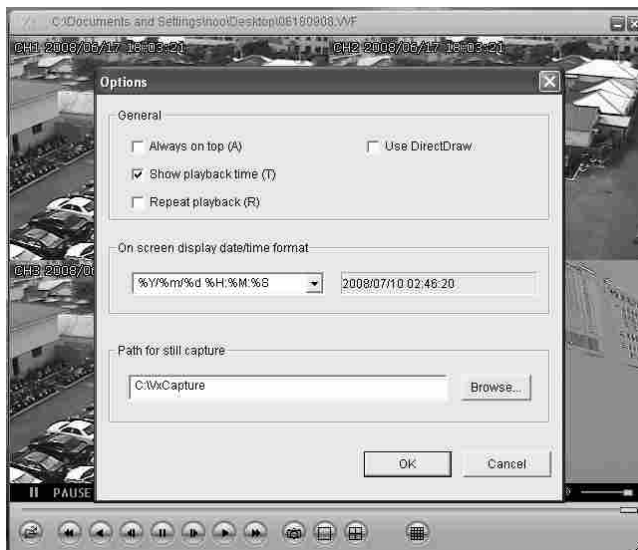 C:\Documents and Settings\noo\Desktop\06180908.VVF
CH1 2008/06/17 18:03:21
CH2 2008/06/17 18:03:21
Options
General
Always on top (A)
Use DirectDraw
Show playback time (T)
Repeat playback (R)
On screen display date/time format
CH3 2008/0
%Y/%m/%d %H:%M:%S
2008/07/10 02:46:20
Path for still capture
C:\VxCapture
Browse...
OK
Cancel
PAUSE